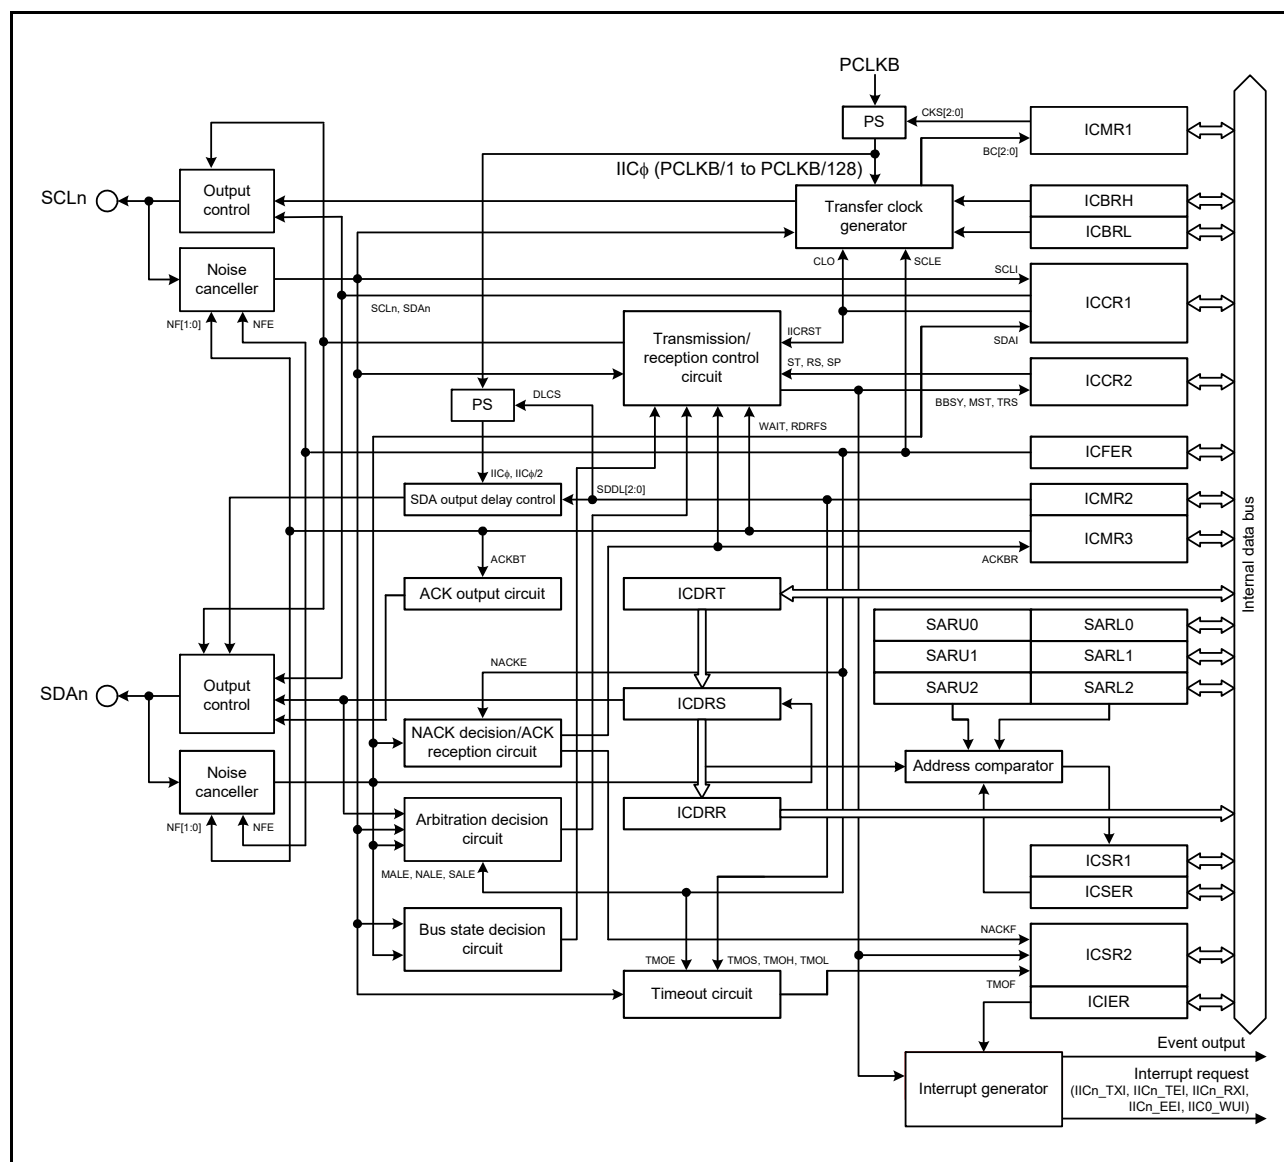 PCLKB
PS
CKS[2:0]
ICMR1
BC[2:0]
IICϕ (PCLKB/1 to PCLKB/128)
SCLn
Output
control
Transfer clock
generator
ICBRH
ICBRL
Noise
canceller
CLO
SCLE
SCLI
SCLn, SDAn
ICCR1
NF[1:0]
NFE
Transmission/
reception control
circuit
IICRST
SDAI
ST, RS, SP
ICCR2
BBSY, MST, TRS
PS
DLCS
WAIT, RDRFS
ICFER
IICϕ, IICϕ/2
SDA output delay control
SDDL[2:0]
ICMR2
ICMR3
ACKBT
ACKBR
ACK output circuit
ICDRT
Internal data bus
SARU0
SARL0
SARU1
SARL1
SARU2
SARL2
NACKE
SDAn
Output
control
ICDRS
NACK decision/ACK
reception circuit
Address comparator
Noise
canceller
ICDRR
NF[1:0]
NFE
Arbitration decision
circuit
MALE, NALE, SALE
ICSR1
ICSER
Bus state decision
circuit
NACKF
ICSR2
TMOE
TMOS, TMOH, TMOL
Timeout circuit
TMOF
ICIER
Event output
Interrupt generator
Interrupt request
(IICn_TXI, IICn_TEI, IICn_RXI,
IICn_EEI, IIC0_WUI)